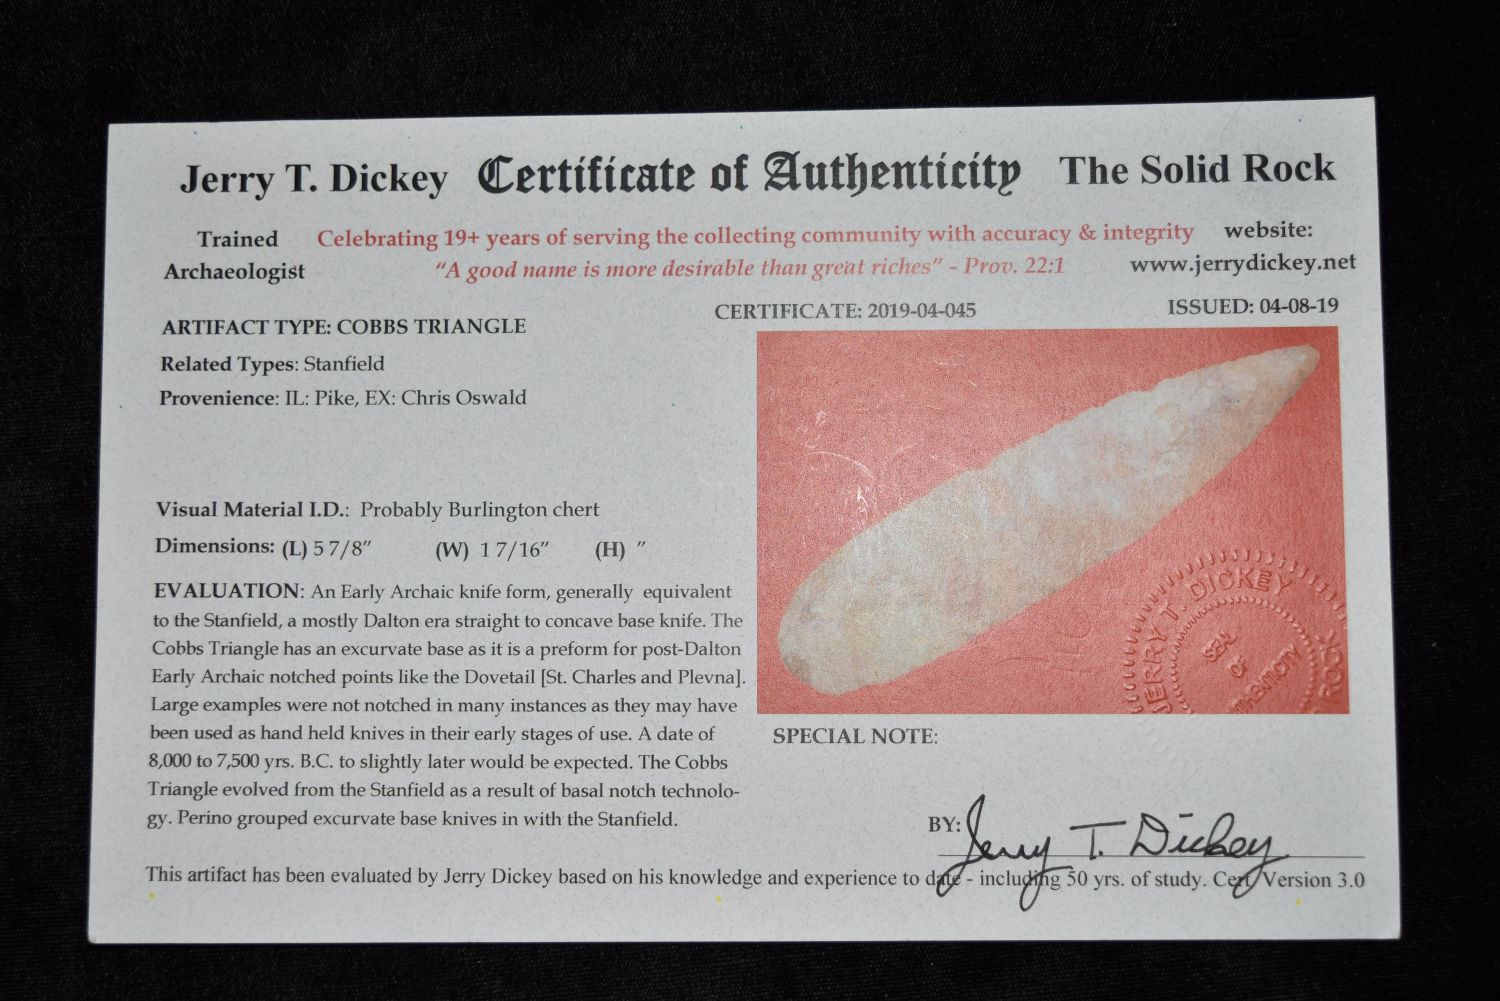 Jerry T. Dickey Certificate of Authenticity The Solid Rock
Trained Archaeologist
Celebrating 19+ years of serving the collecting community with accuracy & integrity
"A good name is more desirable than great riches" - Prov. 22:1
website:
www.jerrydickey.net
CERTIFICATE: 2019-04-045 ISSUED: 04-08-19
ARTIFACT TYPE: COBBS TRIANGLE
Related Types: Stanfield
Provenience: IL: Pike, EX: Chris Oswald
Visual Material I.D.: Probably Burlington chert
Dimensions: (L) 5 7/8" (W) 1 7/16" (H) "
EVALUATION: An Early Archaic knife form, generally equivalent
to the Stanfield, a mostly Dalton era straight to concave base knife. The
Cobbs Triangle has an excurvate base as it is a preform for post-Dalton
Early Archaic notched points like the Dovetail [St. Charles and Plevna].
Large examples were not notched in many instances as they may have
been used as hand held knives in their early stages of use. A date of
8,000 to 7,500 yrs. B.C. to slightly later would be expected. The Cobbs
Triangle evolved from the Stanfield as a result of basal notch technolo-
gy. Perino grouped excurvate base knives in with the Stanfield.
JERRY T. DICKEY
SEAL
OF
AUTHENTICITY
ROCK
SPECIAL NOTE:
BY: Jerry T. Dickey
This artifact has been evaluated by Jerry Dickey based on his knowledge and experience to date - including 50 yrs. of study. Cert. Version 3.0